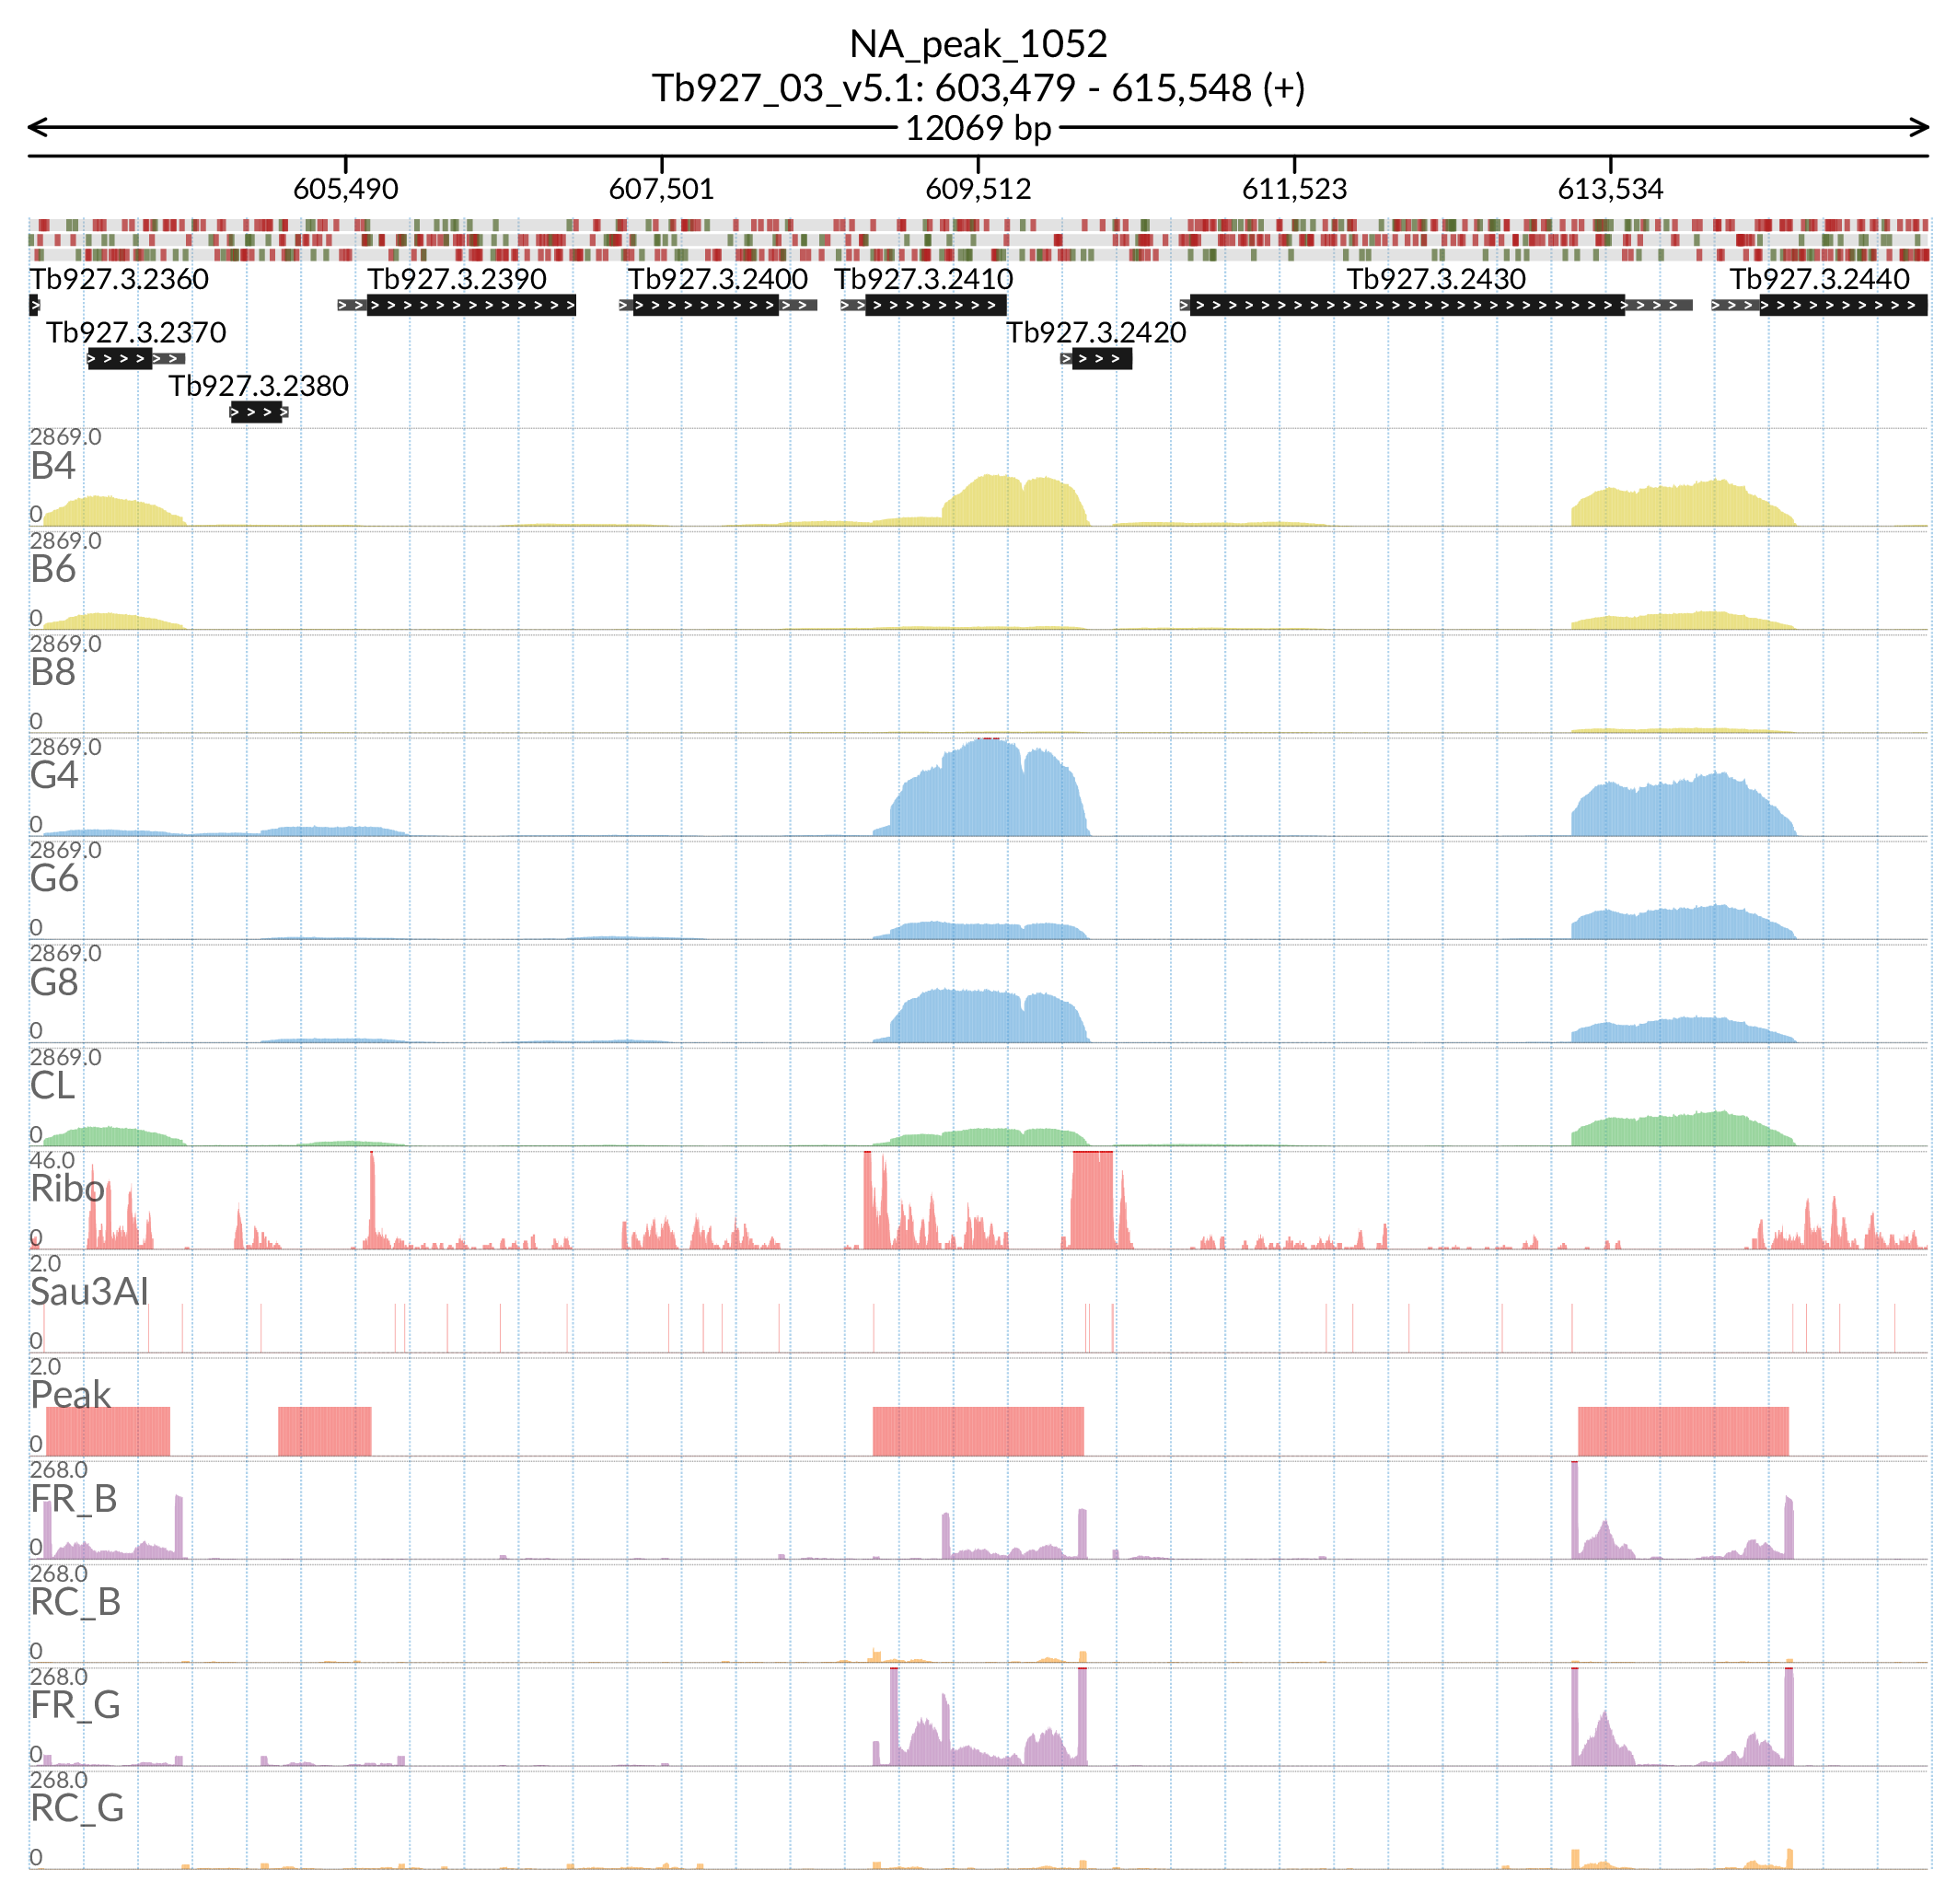 NA_peak_1052
Tb927_03_v5.1: 603,479 - 615,548 (+)
12069 bp
605,490 607,501 609,512 611,523 613,534
Tb927.3.2360 Tb927.3.2390 Tb927.3.2400 Tb927.3.2410 Tb927.3.2430 Tb927.3.2440
Tb927.3.2370 Tb927.3.2420
Tb927.3.2380
2869.0
B4
0
2869.0
B6
0
2869.0
B8
0
2869.0
G4
0
2869.0
G6
0
2869.0
G8
0
2869.0
CL
0
46.0
Ribo
0
2.0
Sau3AI
0
2.0
Peak
0
268.0
FR_B
0
268.0
RC_B
0
268.0
FR_G
0
268.0
RC_G
0